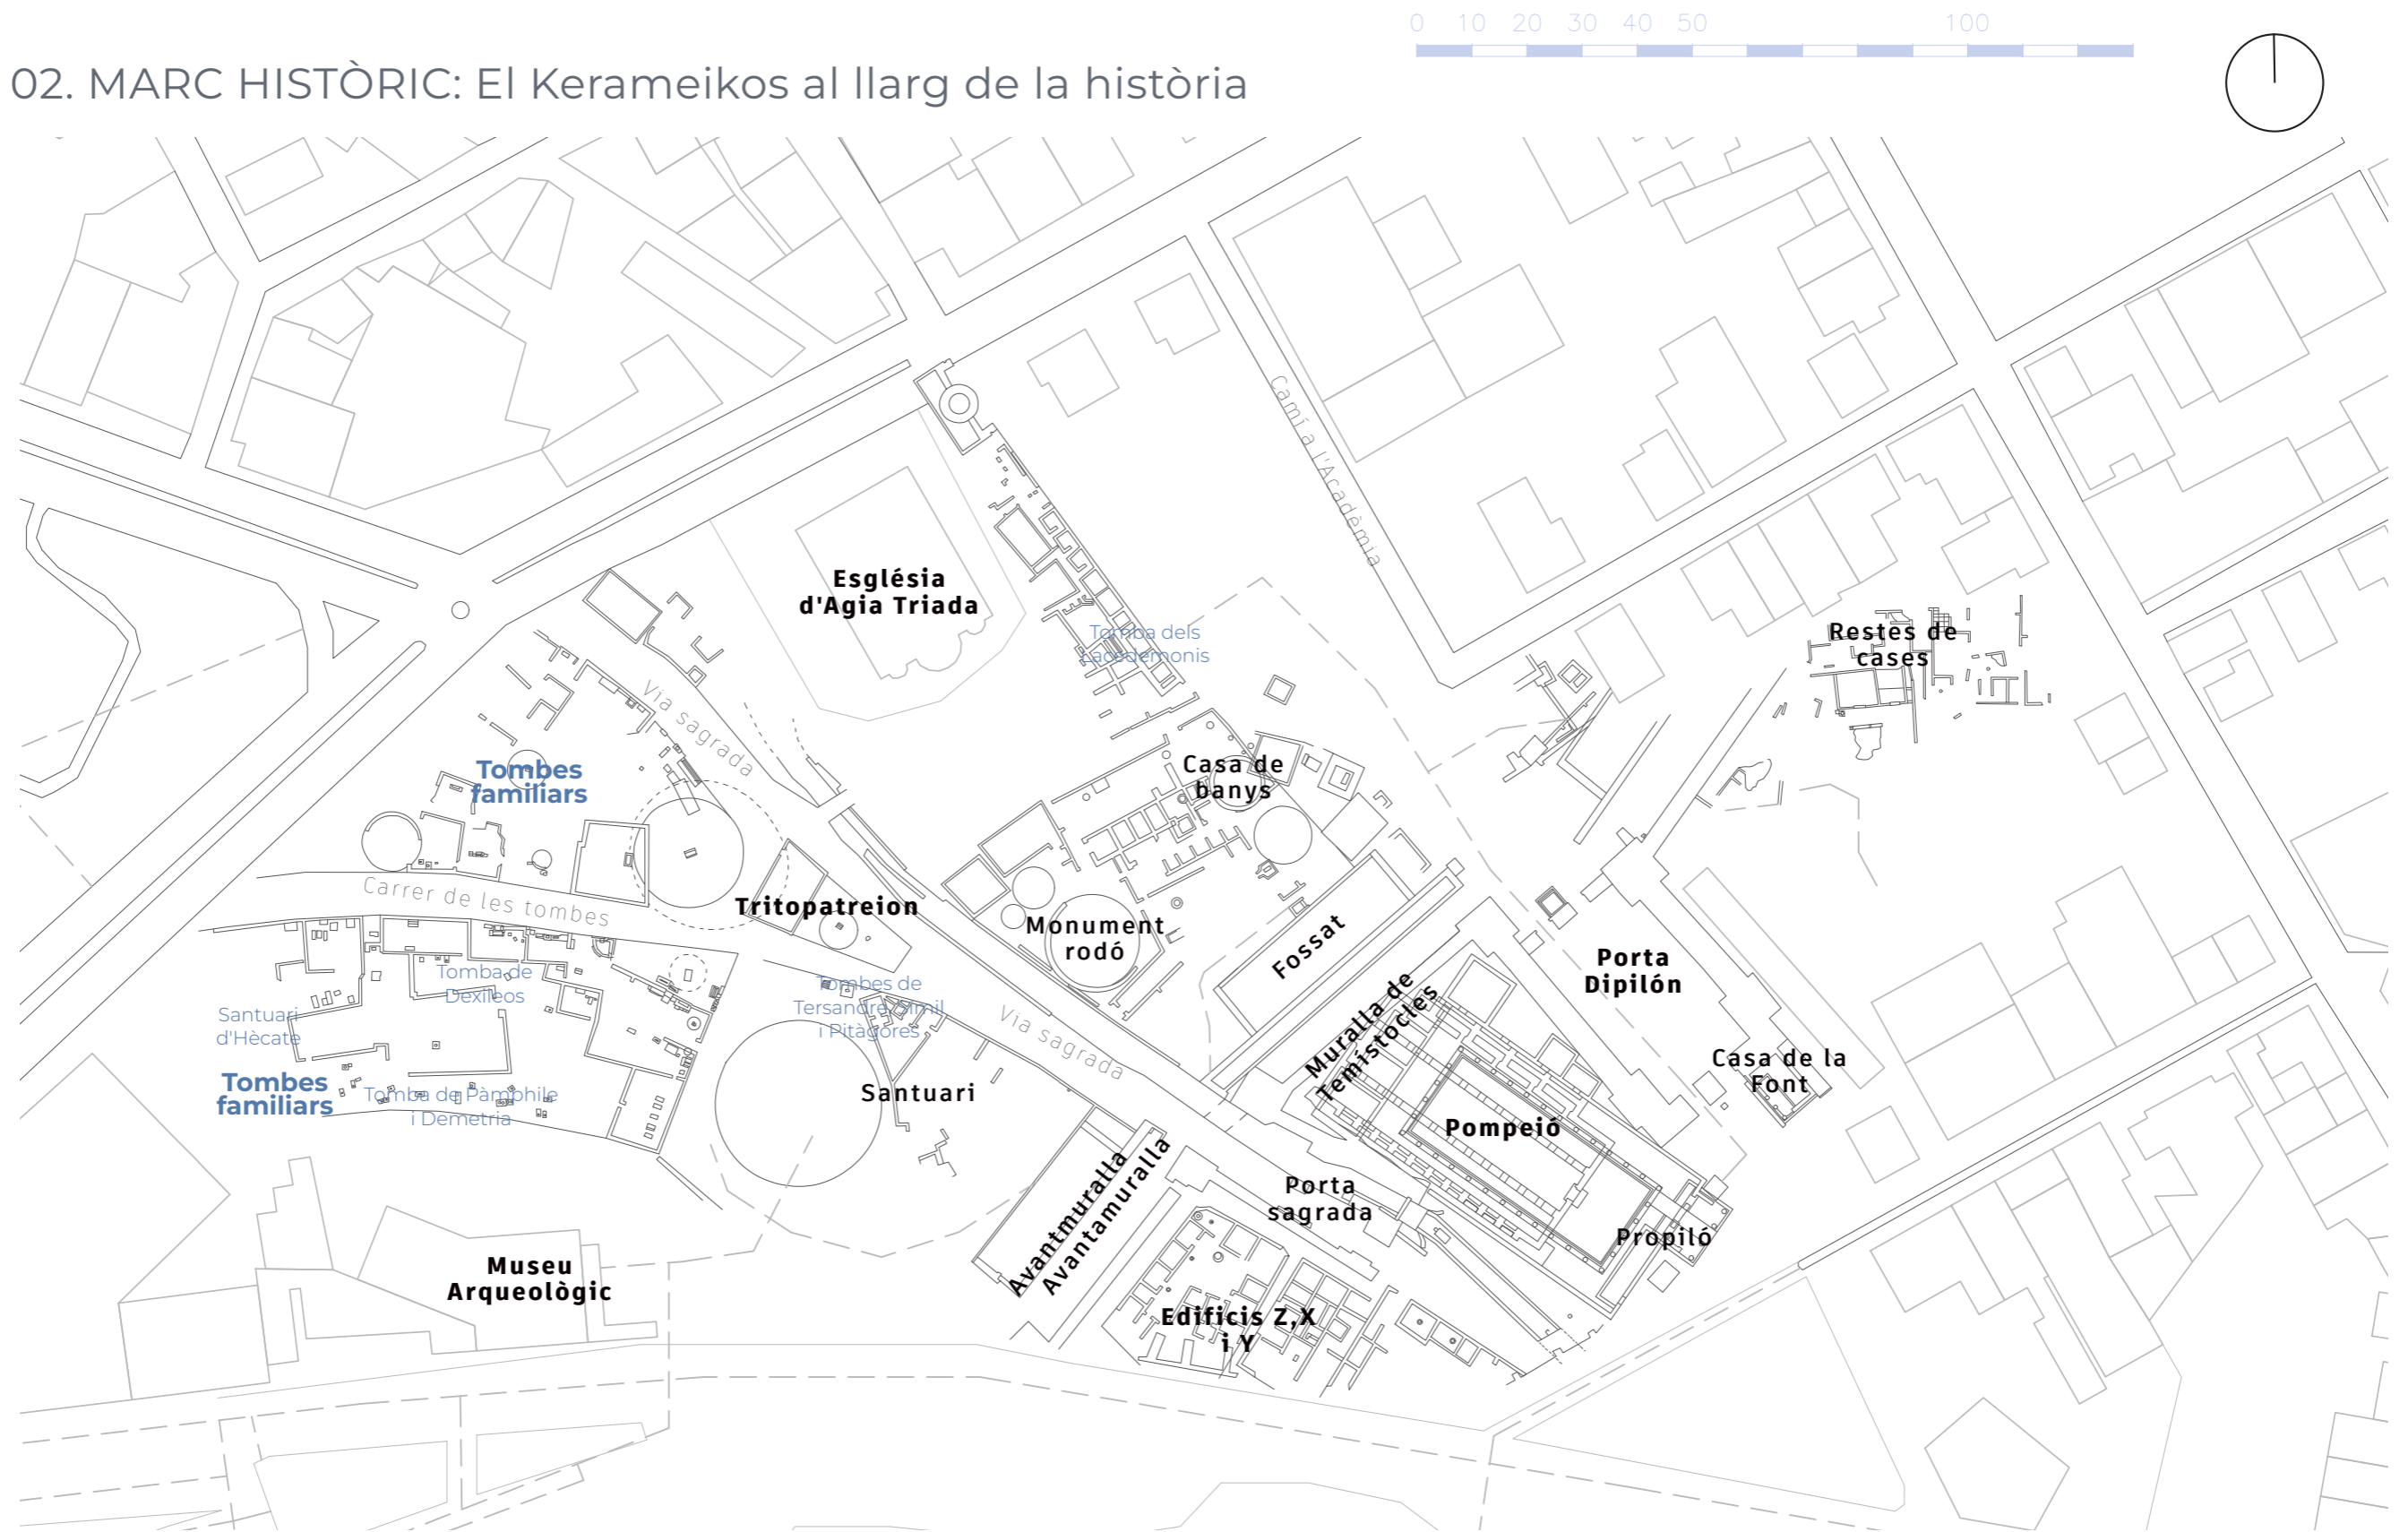 0 10 20 30 40 50 100
02. MARC HISTÒRIC: El Kerameikos al llarg de la història
Camí a l'Acadèmia
Església
d'Agia Triada
Tomba dels
Lacedemonis
Restes de
cases
Via sagrada
Tombes
familiars
Casa de
banys
Carrer de les tombes
Tritopatreion
Monument
rodó
Fossat
Porta
Dipilón
Tomba de
Dexíleos
Tombes de
Tersandre, Símil
i Pitàgores
Santuari
d'Hècate
Via sagrada
Muralla de
Temístocles
Casa de la
Font
Tombes
familiars
Tomba de Pàmphile
i Demetria
Santuari
Pompeió
Avantmuralla
Avantamuralla
Porta
sagrada
Propiló
Museu
Arqueològic
Edificis Z,X
i Y